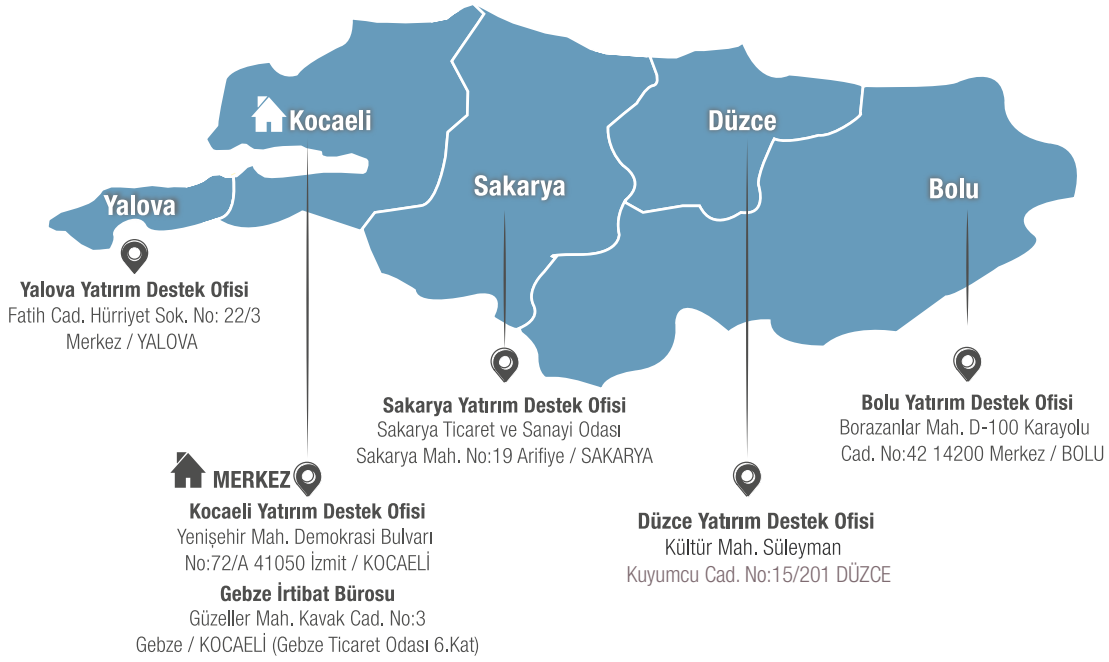 Kocaeli
Düzce
Sakarya
Bolu
Yalova
Yalova Yatırım Destek Ofisi
Fatih Cad. Hürriyet Sok. No: 22/3
Merkez / YALOVA
Sakarya Yatırım Destek Ofisi
Sakarya Ticaret ve Sanayi Odası
Sakarya Mah. No:19 Arifiye / SAKARYA
Bolu Yatırım Destek Ofisi
Borazanlar Mah. D-100 Karayolu
Cad. No:42 14200 Merkez / BOLU
MERKEZ
Kocaeli Yatırım Destek Ofisi
Yenişehir Mah. Demokrasi Bulvarı
No:72/A 41050 İzmit / KOCAELİ
Gebze İrtibat Bürosu
Güzeller Mah. Kavak Cad. No:3
Gebze / KOCAELİ (Gebze Ticaret Odası 6.Kat)
Düzce Yatırım Destek Ofisi
Kültür Mah. Süleyman
Kuyumcu Cad. No:15/201 DÜZCE